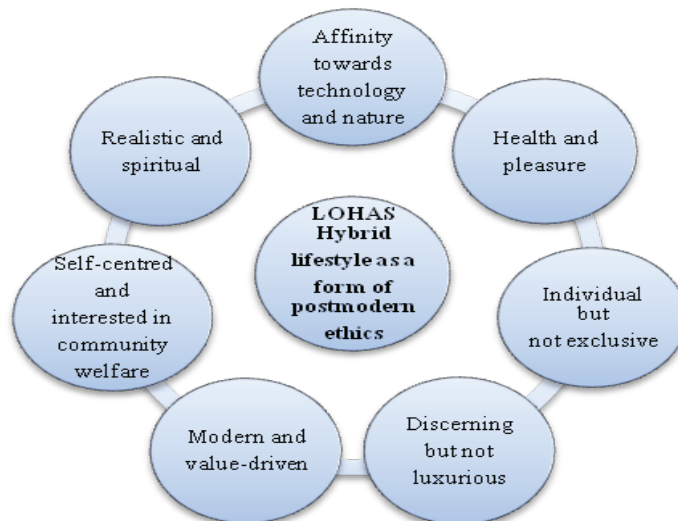 Affinity
towards
technology
and nature
Health and
pleasure
Individual
but
not exclusive
Discerning
but not
luxurious
Modern and
value-driven
Self-centred
and
interested in
community
welfare
Realistic and
spiritual
LOHAS
Hybrid
lifestyle as a
form of
postmodern
ethics